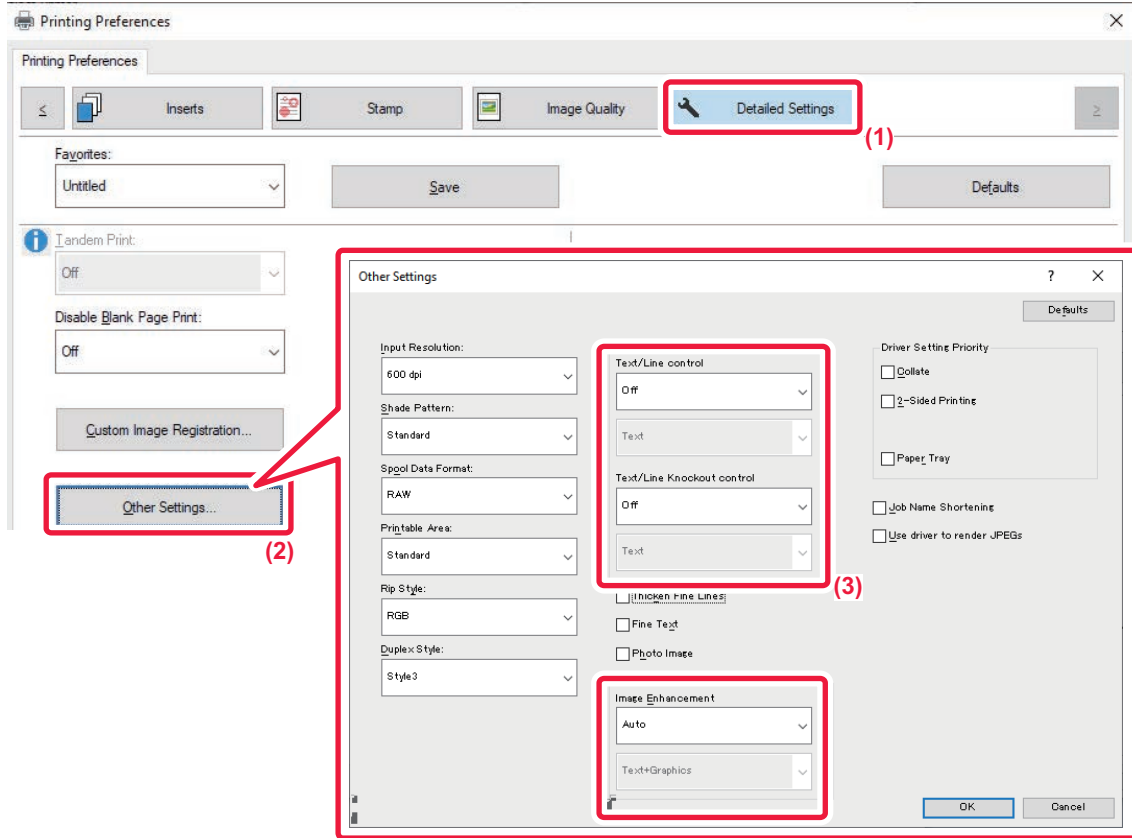 Printing Preferences
Printing Preferences
<
Inserts
Stamp
Image Quality
Detailed Settings
>
(1)
Favorites:
Untitled
Save
Defaults
Tandem Print:
Off
Disable Blank Page Print:
Off
Custom Image Registration...
Other Settings...
(2)
Other Settings
?
Defaults
Input Resolution:
600 dpi
Shade Pattern:
Standard
Spool Data Format:
RAW
Printable Area:
Standard
Rip Style:
RGB
Duplex Style:
Style3
Text/Line control
Off
Text
Text/Line Knockout control
Off
Text
(3)
Thicken Fine Lines
Fine Text
Photo Image
Image Enhancement
Auto
Text+Graphics
Driver Setting Priority
Collate
2-Sided Printing
Paper Tray
Job Name Shortening
Use driver to render JPEGs
OK
Cancel